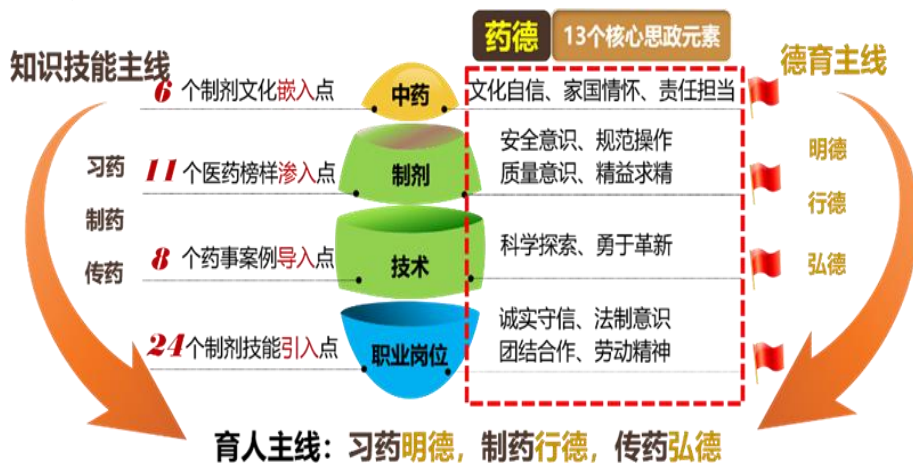 药德 13个核心思政元素
知识技能主线
德育主线
6 个制剂文化嵌入点
中药
文化自信、家国情怀、责任担当
习药
制药
传药
11个医药榜样渗入点
制剂
安全意识、规范操作
质量意识、精益求精
明德
行德
弘德
8 个药事案例导入点
技术
科学探索、勇于革新
24个制剂技能引入点
职业岗位
诚实守信、法制意识
团结合作、劳动精神
育人主线：习药明德，制药行德，传药弘德